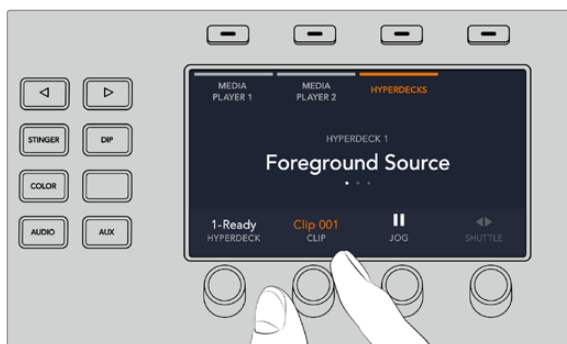 MEDIA PLAYER 1
MEDIA PLAYER 2
HYPERDECKS
HYPERDECK 1
Foreground Source
1-Ready
HYPERDECK
Clip 001
CLIP
JOG
SHUTTLE
STINGER
DIP
COLOR
AUDIO
AUX